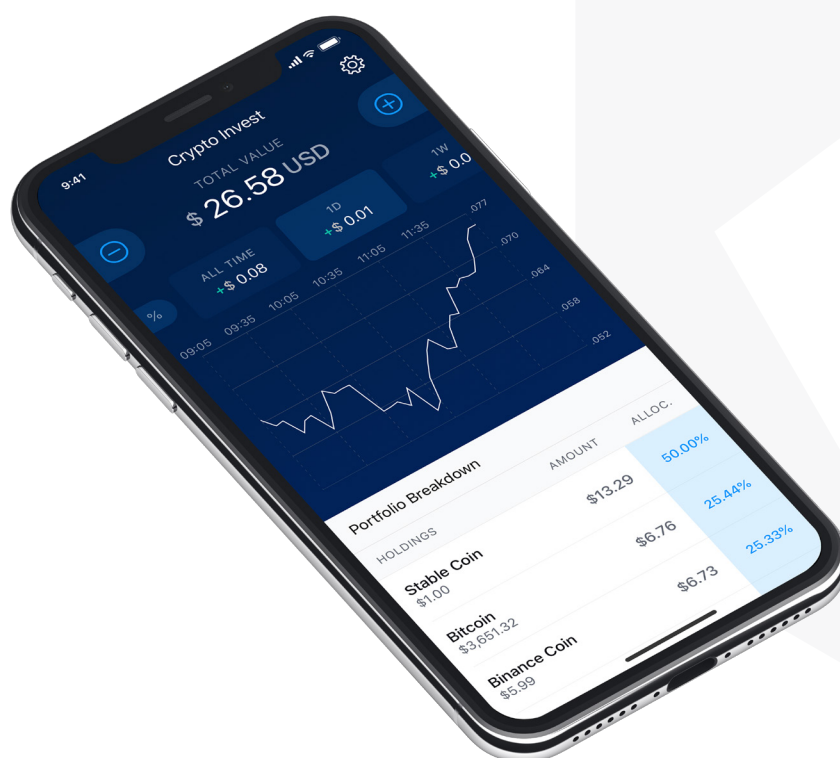 9:41
Crypto Invest
TOTAL VALUE
$ 26.58 USD
%
ALL TIME
+$ 0.08
1D
+$ 0.01
1W
+$ 0.0
09:05 09:35 10:05 10:35 11:05 11:35
.077
.070
.064
.058
.052
Portfolio Breakdown
HOLDINGS AMOUNT ALLOC.
Stable Coin $13.29 50.00%
$1.00
Bitcoin $6.76 25.44%
$3,651.32
Binance Coin $6.73 25.33%
$5.99